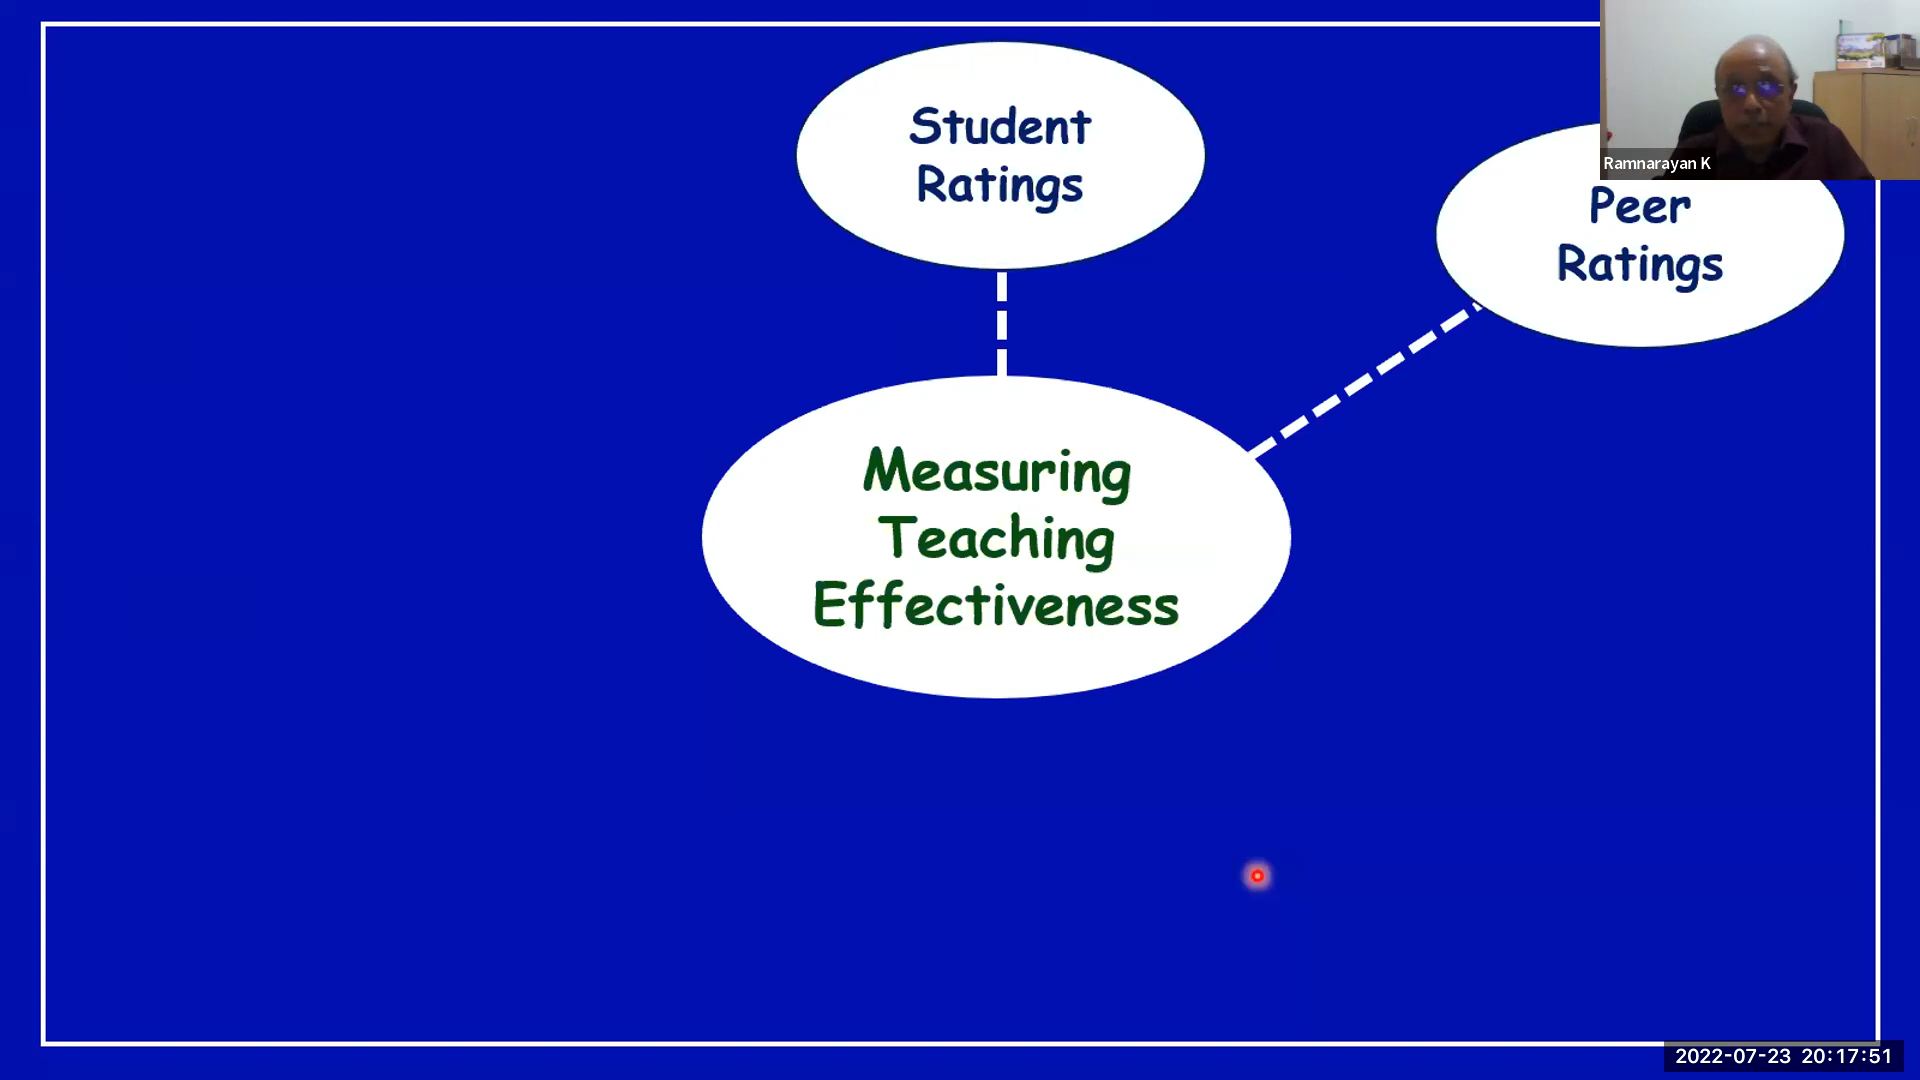 Student
Ratings
Ramnarayan K
Peer
Ratings
Measuring
Teaching
Effectiveness
2022-07-23 20:17:51